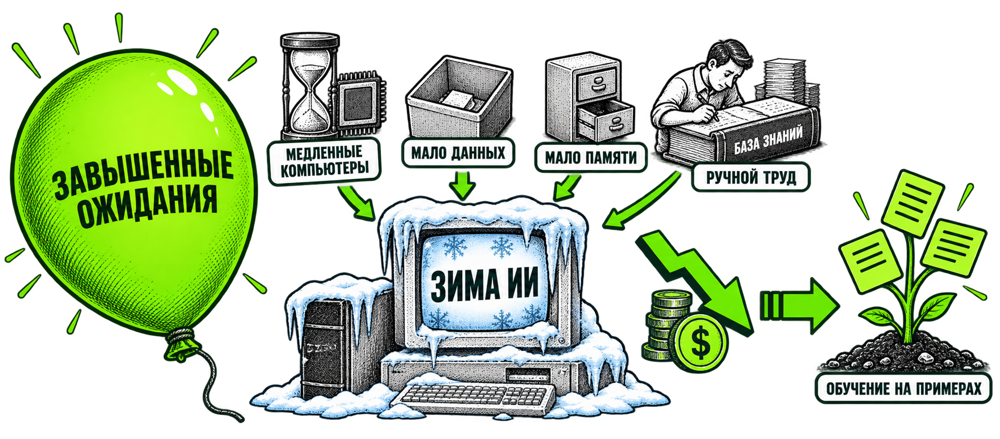 ЗАВЫШЕННЫЕ
ОЖИДАНИЯ
МЕДЛЕННЫЕ
КОМПЬЮТЕРЫ
МАЛО ДАННЫХ
МАЛО ПАМЯТИ
БАЗА ЗНАНИЙ
РУЧНОЙ ТРУД
ЗИМА ИИ
$
ОБУЧЕНИЕ НА ПРИМЕРАХ